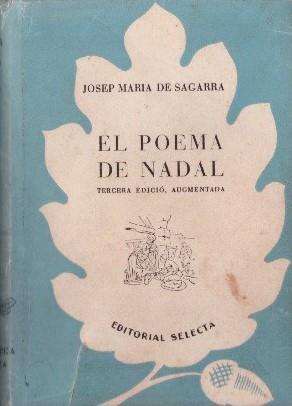 JOSEP MARIA DE SAGARRA
EL POEMA
DE NADAL
TERCERA EDICIÓ, AUGMENTADA
EDITORIAL SELECTA